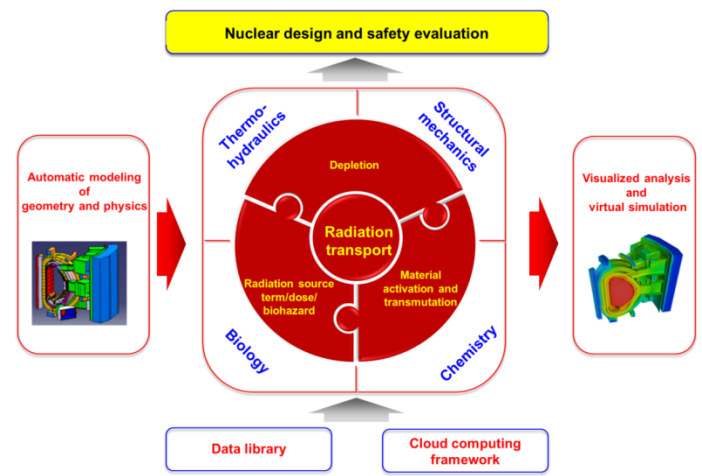 Nuclear design and safety evaluation
Thermo-
hydraulics
Structural
mechanics
Depletion
Automatic modeling
of
geometry and physics
Radiation
transport
Visualized analysis
and
virtual simulation
Radiation source
term/dose/
biohazard
Material
activation and
transmutation
Biology
Chemistry
Data library
Cloud computing
framework